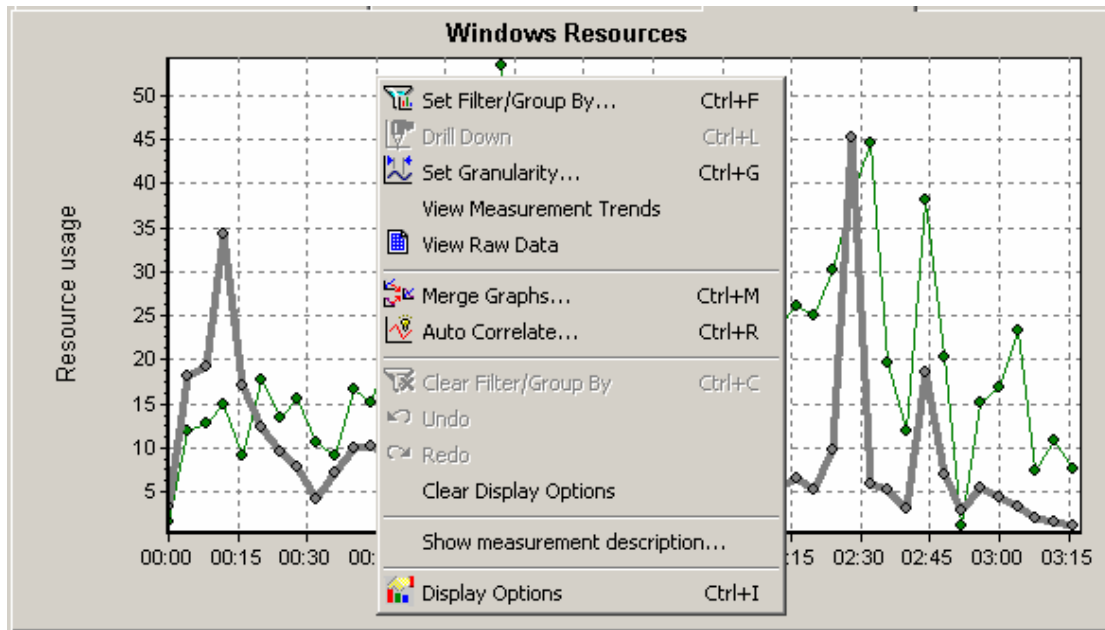 Windows Resources
50
45
40
35
30
25
20
15
10
5
Resource usage
Set Filter/Group By... Ctrl+F
Drill Down Ctrl+L
Set Granularity... Ctrl+G
View Measurement Trends
View Raw Data
Merge Graphs... Ctrl+M
Auto Correlate... Ctrl+R
Clear Filter/Group By Ctrl+C
Undo
Redo
Clear Display Options
Show measurement description...
Display Options Ctrl+I
00:00 00:15 00:30 00: :15 02:30 02:45 03:00 03:15